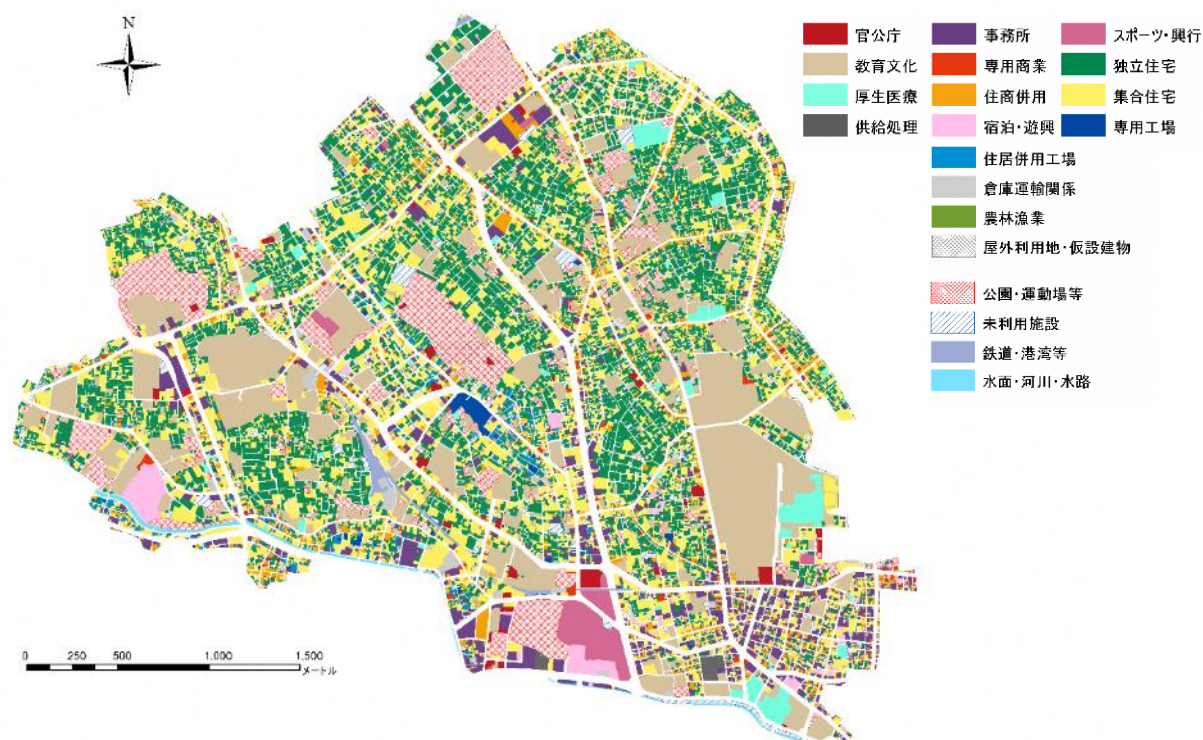 N
官公庁
教育文化
厚生医療
供給処理
事務所
専用商業
住商併用
宿泊・遊興
住居併用工場
倉庫運輸関係
農林漁業
屋外利用地・仮設建物
公園・運動場等
未利用施設
鉄道・港湾等
水面・河川・水路
スポーツ・興行
独立住宅
集合住宅
専用工場
0 250 500 1,000 1,500
メートル